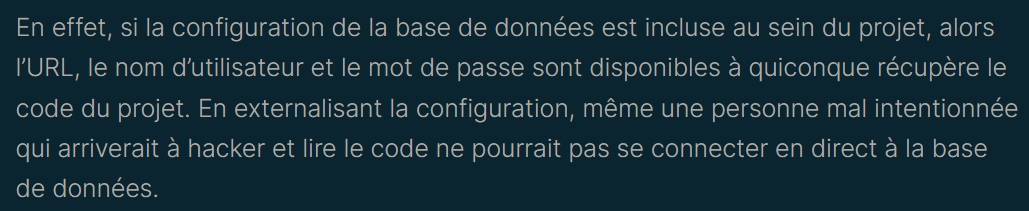 En effet, si la configuration de la base de données est incluse au sein du projet, alors
l’URL, le nom d’utilisateur et le mot de passe sont disponibles à quiconque récupère le
code du projet. En externalisant la configuration, même une personne mal intentionnée
qui arriverait à hacker et lire le code ne pourrait pas se connecter en direct à la base
de données.